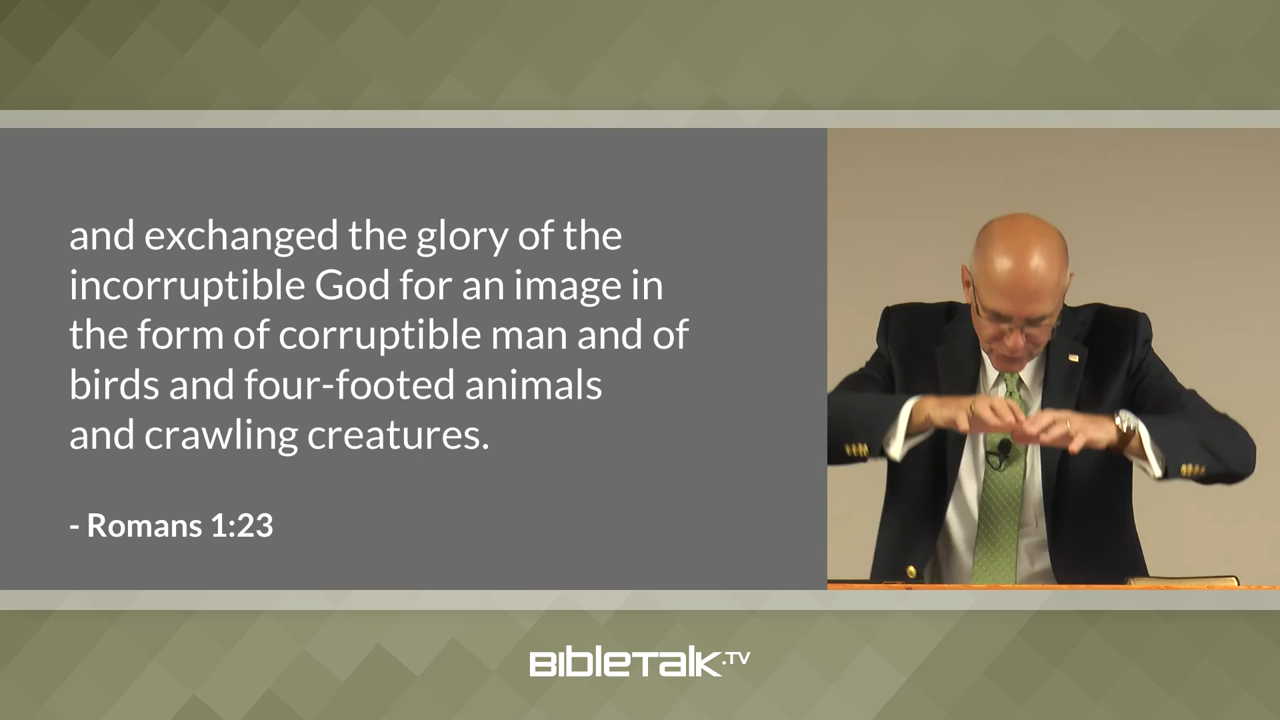 and exchanged the glory of the
incorruptible God for an image in
the form of corruptible man and of
birds and four-footed animals
and crawling creatures.
- Romans 1:23
BibleTalk.TV